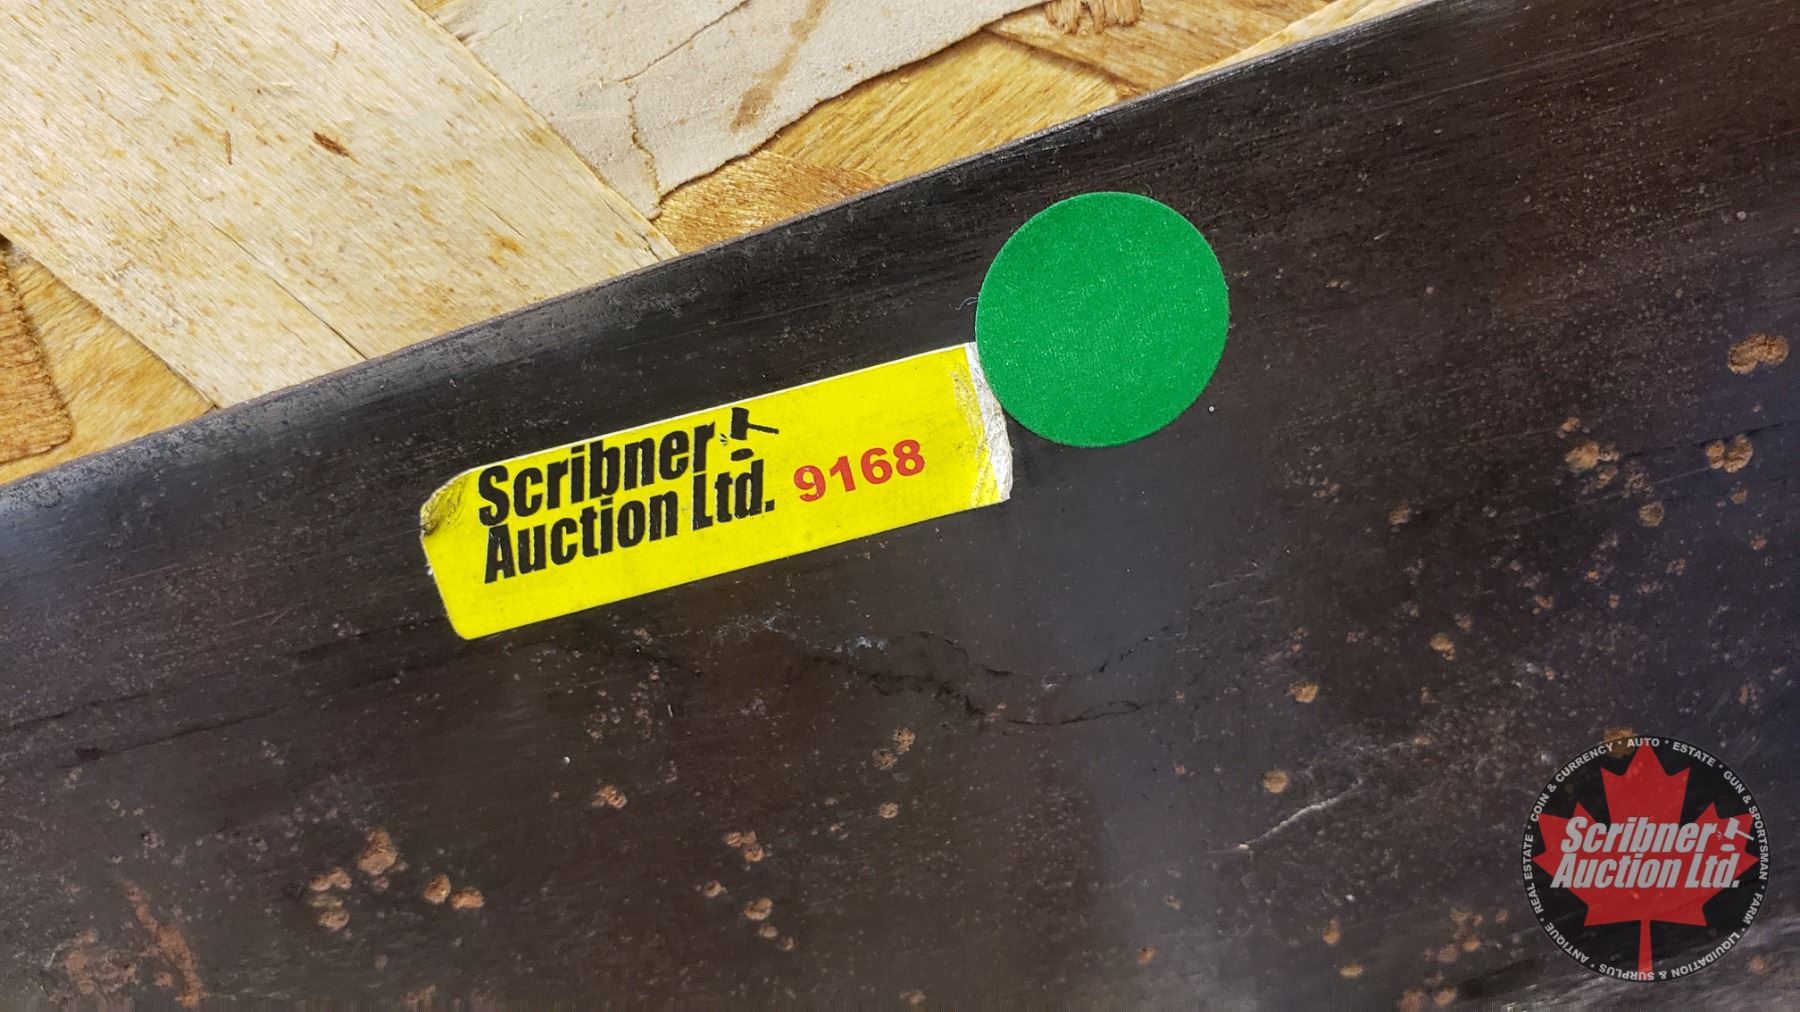 Scribner
Auction Ltd. 9168
COIN & CURRENCY * AUTO * ESTATE * GUN & SPORTSMAN * FARM * LIQUIDATION & SURPLUS * ANTIQUE * REAL ESTATE *
Scribner
Auction Ltd.